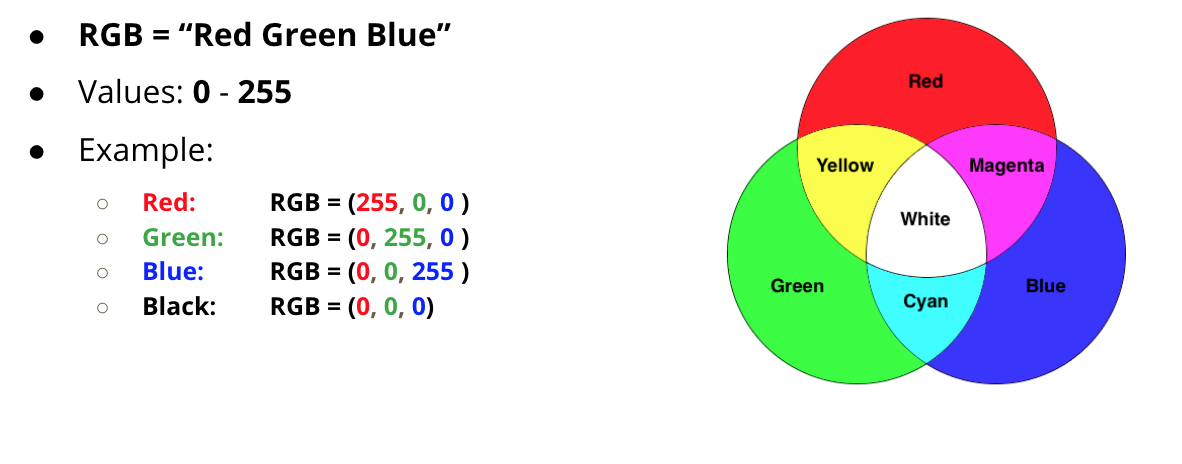 ● RGB = “Red Green Blue”
● Values: 0 - 255
● Example:
○ Red: RGB = (255, 0, 0 )
○ Green: RGB = (0, 255, 0 )
○ Blue: RGB = (0, 0, 255 )
○ Black: RGB = (0, 0, 0)
Red
Yellow
Magenta
White
Green
Cyan
Blue